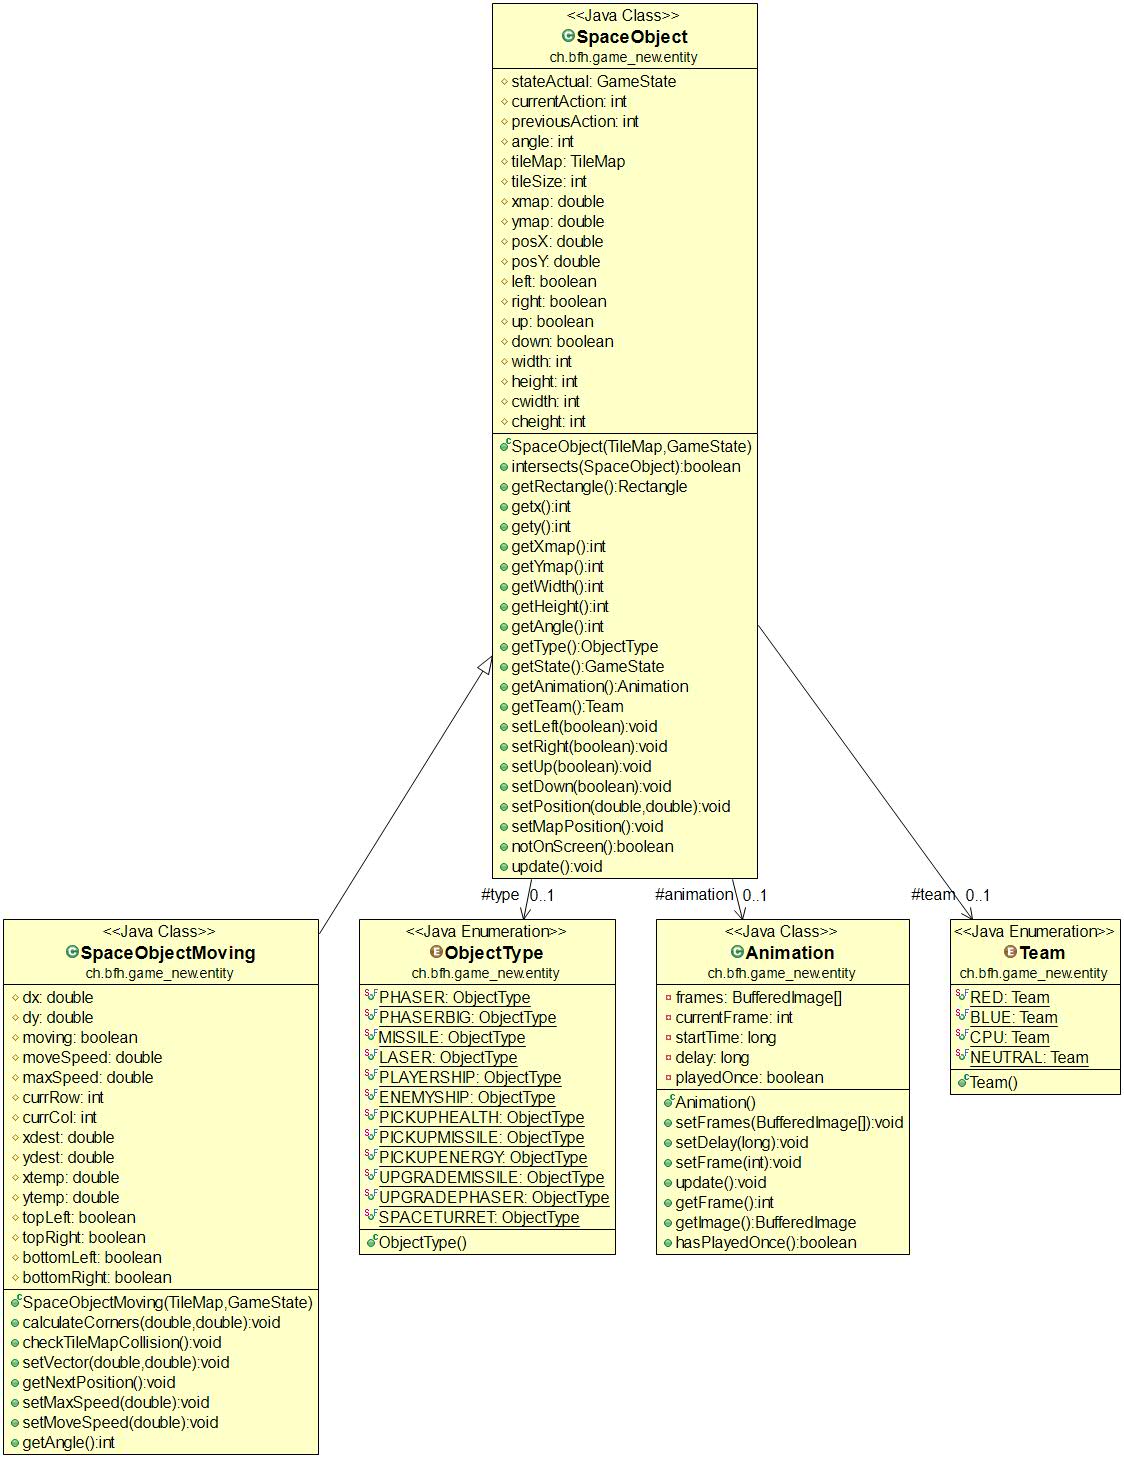 <<Java Class>>
SpaceObject
ch.bfh.game_new.entity
stateActual: GameState
currentAction: int
previousAction: int
angle: int
tileMap: TileMap
tileSize: int
xmap: double
ymap: double
posX: double
posY: double
left: boolean
right: boolean
up: boolean
down: boolean
width: int
height: int
cwidth: int
cheight: int
SpaceObject(TileMap,GameState)
intersects(SpaceObject):boolean
getRectangle():Rectangle
getx():int
gety():int
getXmap():int
getYmap():int
getWidth():int
getHeight():int
getAngle():int
getType():ObjectType
getState():GameState
getAnimation():Animation
getTeam():Team
setLeft(boolean):void
setRight(boolean):void
setUp(boolean):void
setDown(boolean):void
setPosition(double,double):void
setMapPosition():void
notOnScreen():boolean
update():void
#type 0..1
#animation 0..1
#team 0..1
<<Java Class>>
SpaceObjectMoving
ch.bfh.game_new.entity
dx: double
dy: double
moving: boolean
moveSpeed: double
maxSpeed: double
currRow: int
currCol: int
xdest: double
ydest: double
xtemp: double
ytemp: double
topLeft: boolean
topRight: boolean
bottomLeft: boolean
bottomRight: boolean
SpaceObjectMoving(TileMap,GameState)
calculateCorners(double,double):void
checkTileMapCollision():void
setVector(double,double):void
getNextPosition():void
setMaxSpeed(double):void
setMoveSpeed(double):void
getAngle():int
<<Java Enumeration>>
ObjectType
ch.bfh.game_new.entity
PHASER: ObjectType
PHASERBIG: ObjectType
MISSILE: ObjectType
LASER: ObjectType
PLAYERSHIP: ObjectType
ENEMYSHIP: ObjectType
PICKUPHEALTH: ObjectType
PICKUPMISSILE: ObjectType
PICKUPENERGY: ObjectType
UPGRADEMISSILE: ObjectType
UPGRADEPHASER: ObjectType
SPACETURRET: ObjectType
ObjectType()
<<Java Class>>
Animation
ch.bfh.game_new.entity
frames: BufferedImage[]
currentFrame: int
startTime: long
delay: long
playedOnce: boolean
Animation()
setFrames(BufferedImage[]):void
setDelay(long):void
setFrame(int):void
update():void
getFrame():int
getImage():BufferedImage
hasPlayedOnce():boolean
<<Java Enumeration>>
Team
ch.bfh.game_new.entity
RED: Team
BLUE: Team
CPU: Team
NEUTRAL: Team
Team()